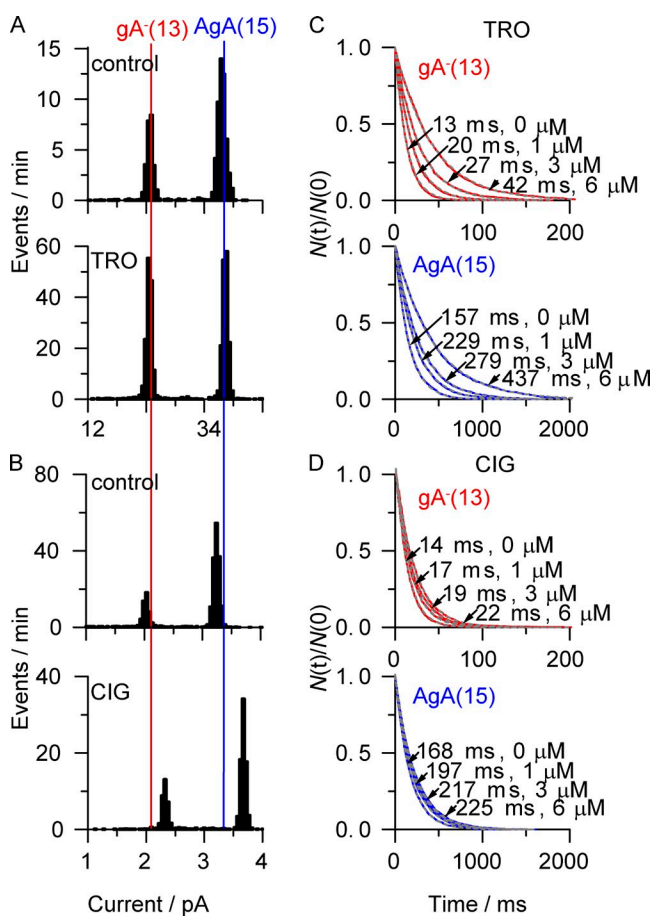 A
gA⁻(13)
AgA(15)
control
15
10
5
0
Events / min
TRO
60
40
20
0
12
34
B
control
80
40
0
Events / min
CIG
40
20
0
1
2
3
4
Current / pA
C
TRO
gA⁻(13)
1.0
0.5
0
N(t)/N(0)
13 ms, 0 µM
20 ms, 1 µM
27 ms, 3 µM
42 ms, 6 µM
0
100
200
AgA(15)
1.0
0.5
0
157 ms, 0 µM
229 ms, 1 µM
279 ms, 3 µM
437 ms, 6 µM
0
1000
2000
D
CIG
gA⁻(13)
1.0
0.5
0
N(t)/N(0)
14 ms, 0 µM
17 ms, 1 µM
19 ms, 3 µM
22 ms, 6 µM
0
100
200
AgA(15)
1.0
0.5
0
168 ms, 0 µM
197 ms, 1 µM
217 ms, 3 µM
225 ms, 6 µM
0
1000
2000
Time / ms